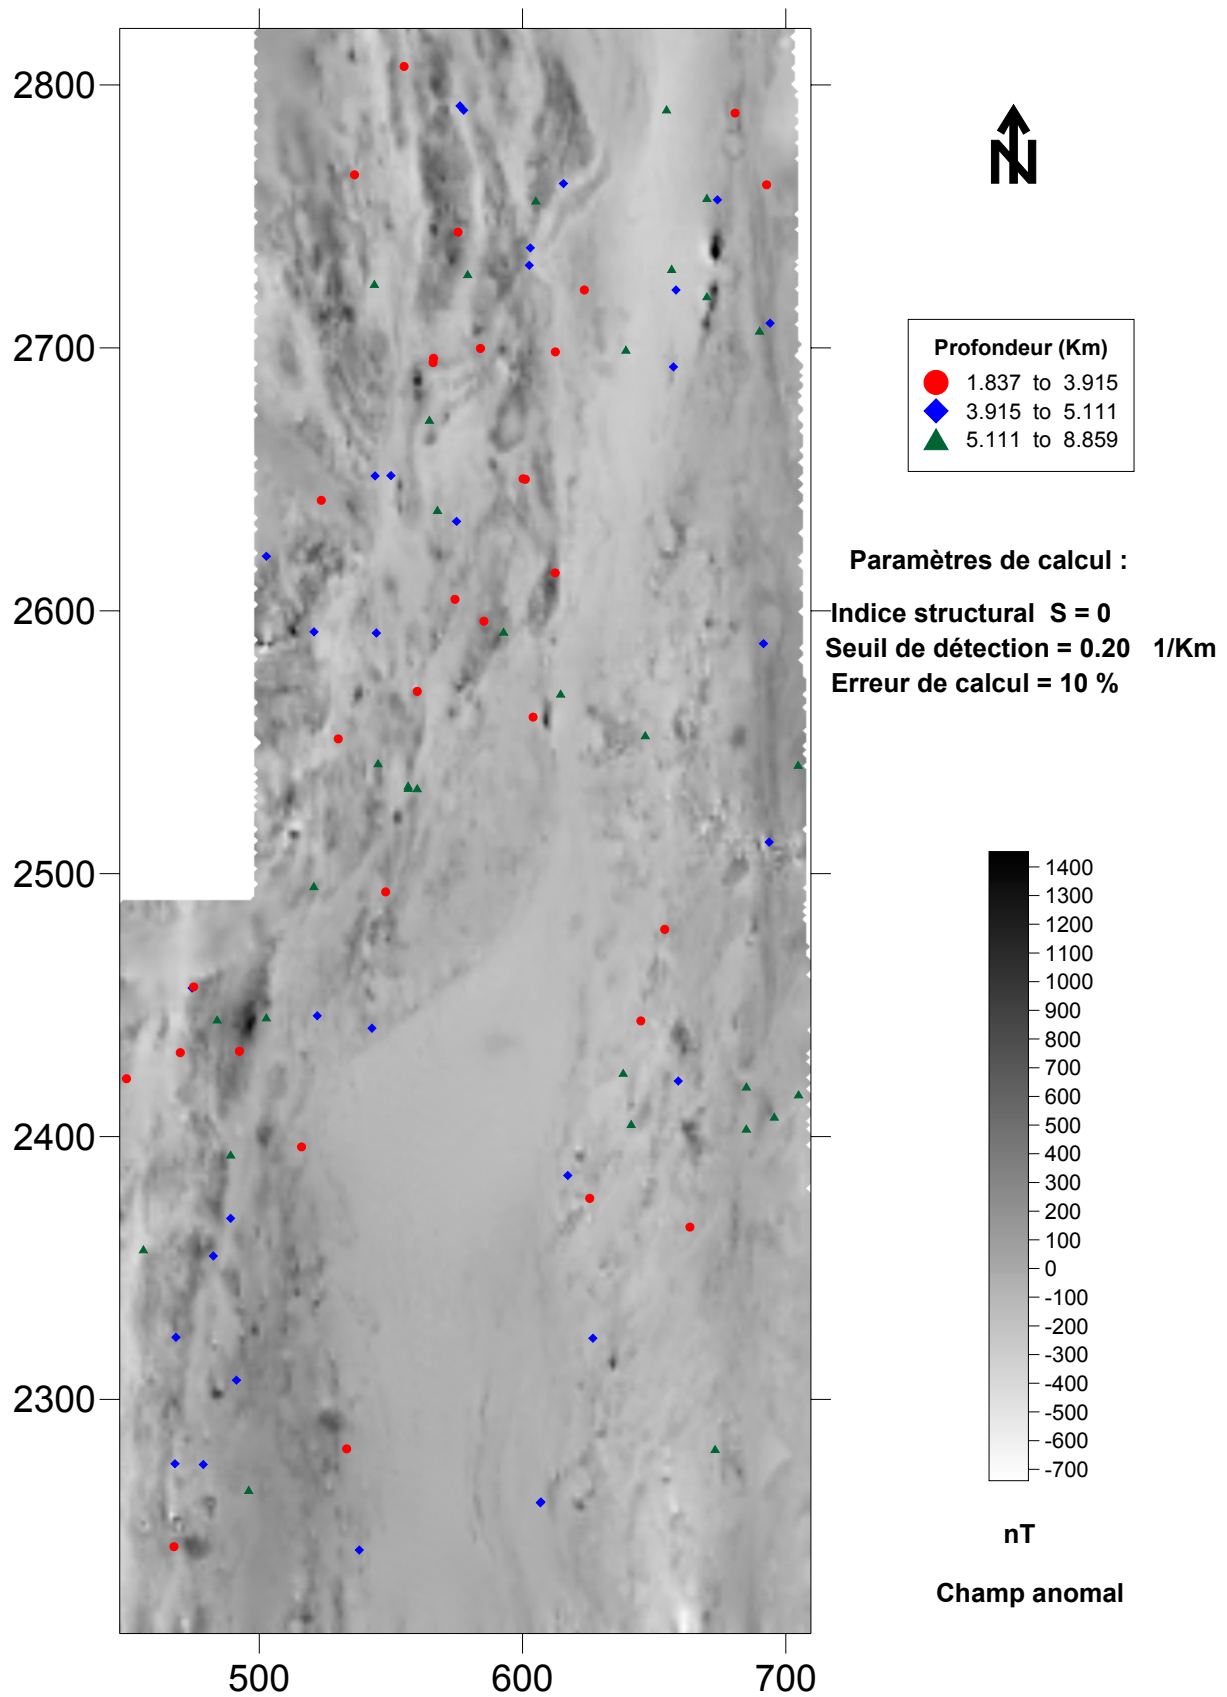 2800
2700
2600
2500
2400
2300
500
600
700
N
Profondeur (Km)
1.837 to 3.915
3.915 to 5.111
5.111 to 8.859
Paramètres de calcul :
Indice structural S = 0
Seuil de détection = 0.20 1/Km
Erreur de calcul = 10 %
1400
1300
1200
1100
1000
900
800
700
600
500
400
300
200
100
0
-100
-200
-300
-400
-500
-600
-700
nT
Champ anomal